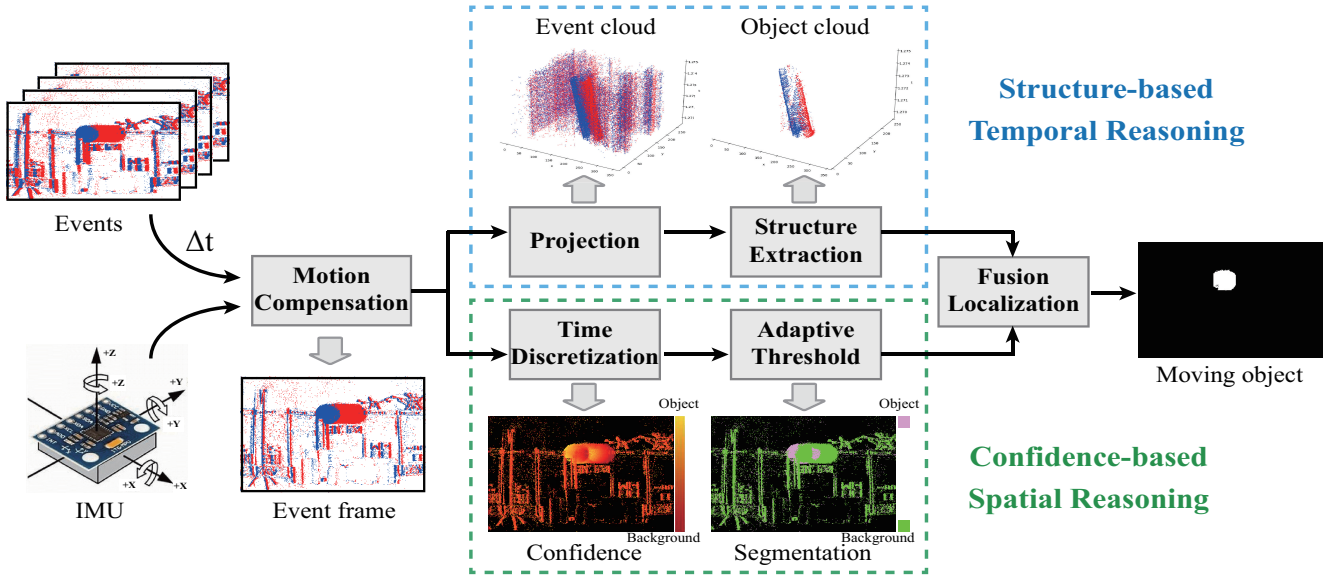 Event cloud
Object cloud
Structure-based
Temporal Reasoning
Events
Δt
Projection
Structure
Extraction
Motion
Compensation
Fusion
Localization
Time
Discretization
Adaptive
Threshold
Moving object
+Z
+Z
+Y
+Y
+X
+X
IMU
Event frame
Object
Background
Confidence
Object
Background
Segmentation
Confidence-based
Spatial Reasoning